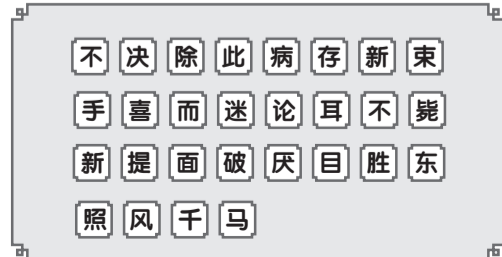 不决除此病存新束
手喜而迷论耳不毙
新提面破厌目胜东
照风千马